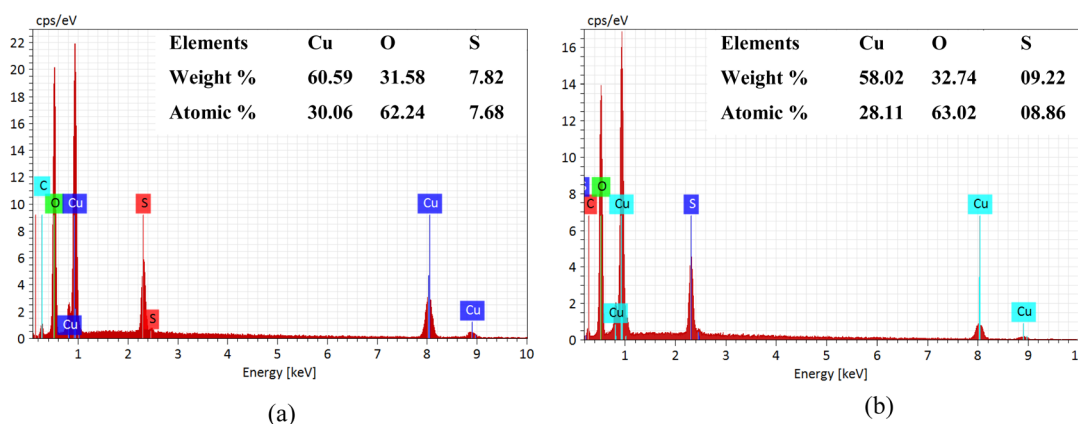 cps/eV
22
20
18
16
14
12
10
8
6
4
2
0
Elements Cu O S
Weight % 60.59 31.58 7.82
Atomic % 30.06 62.24 7.68
C
O
Cu
S
Cu
Cu
S
Cu
1 2 3 4 5 6 7 8 9 10
Energy [keV]
(a)
cps/eV
16
14
12
10
8
6
4
2
0
Elements Cu O S
Weight % 58.02 32.74 09.22
Atomic % 28.11 63.02 08.86
O
C
Cu
S
Cu
Cu
Cu
1 2 3 4 5 6 7 8 9
Energy [keV]
(b)